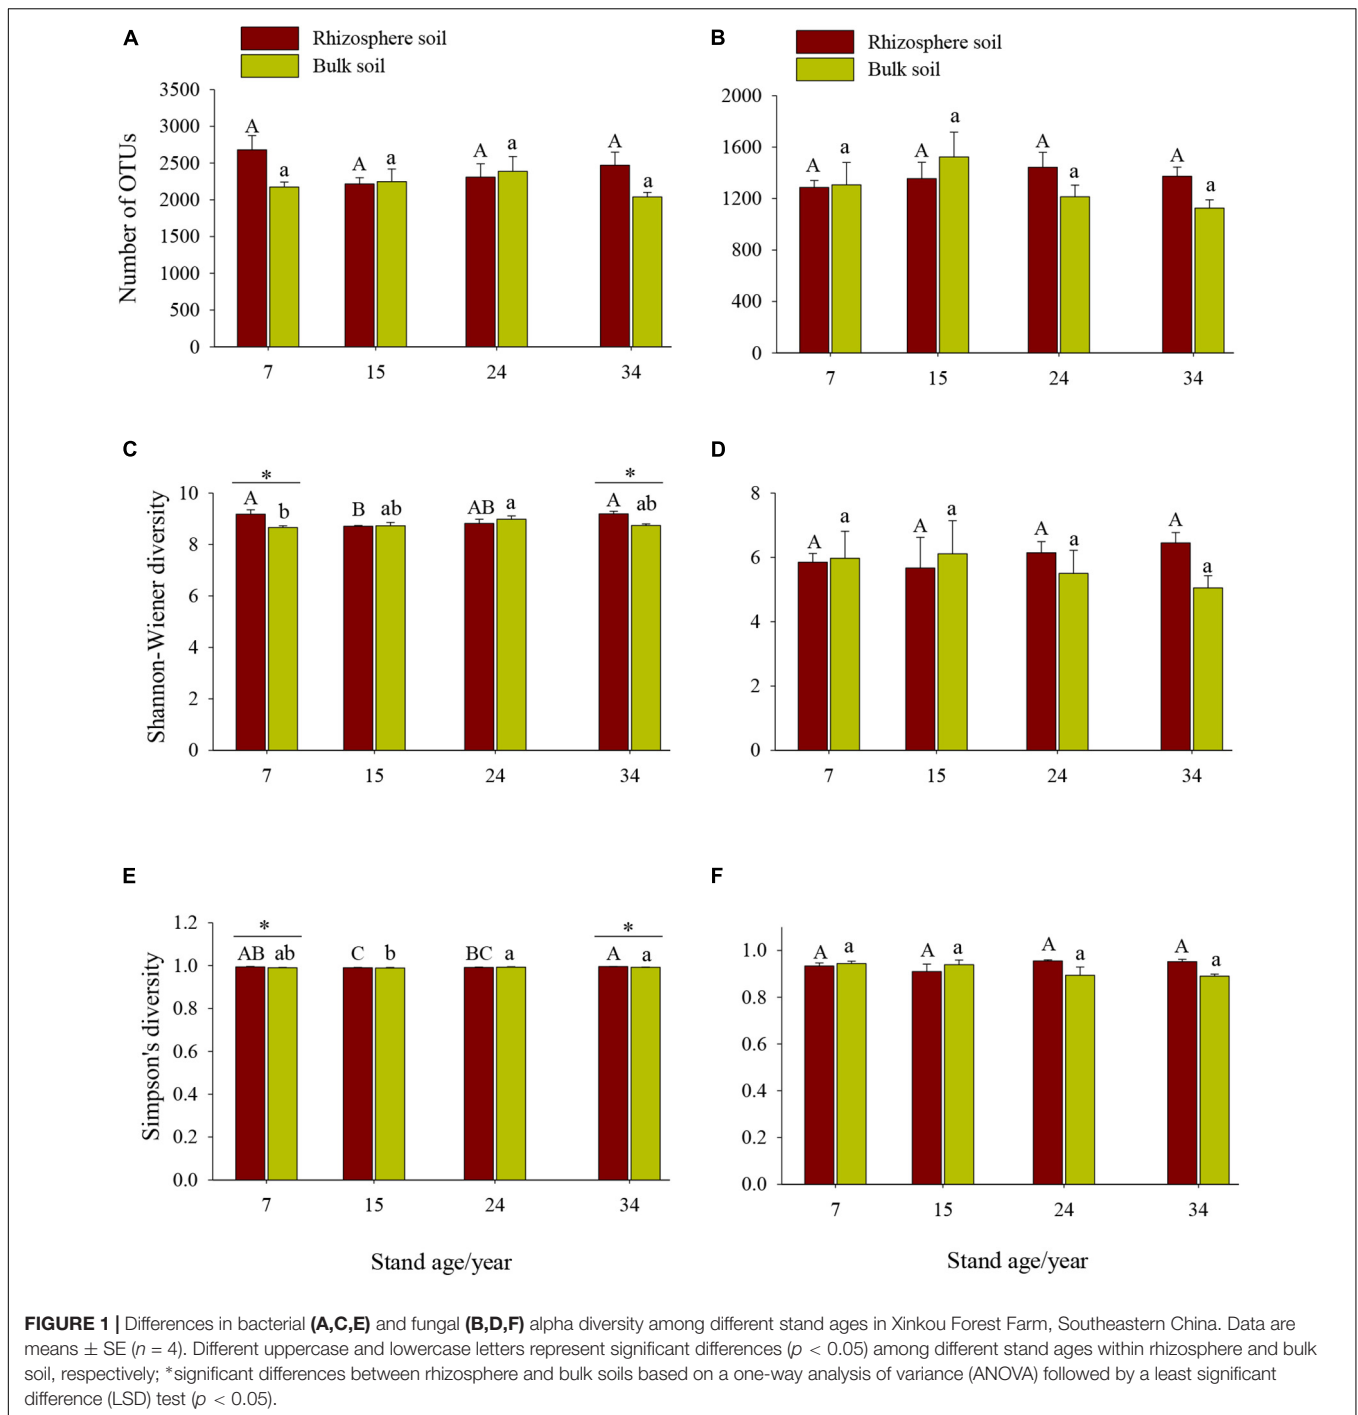 A
Rhizosphere soil
Bulk soil
3500
3000
2500
2000
1500
1000
500
0
Number of OTUs
A a A a A a A a
7 15 24 34
B
Rhizosphere soil
Bulk soil
2000
1600
1200
800
400
0
A a A a A a A a
7 15 24 34
C
10
8
6
4
2
0
Shannon-Wiener diversity
* *
A b B ab AB a A ab
7 15 24 34
D
8
6
4
2
0
A a A a A a A a
7 15 24 34
E
1.2
1.0
0.8
0.6
0.4
0.2
0.0
Simpson's diversity
* *
AB ab C b BC a A a
7 15 24 34
Stand age/year
F
1.0
0.8
0.6
0.4
0.2
0.0
A a A a A a A a
7 15 24 34
Stand age/year
FIGURE 1 | Differences in bacterial (A,C,E) and fungal (B,D,F) alpha diversity among different stand ages in Xinkou Forest Farm, Southeastern China. Data are
means ± SE (n = 4). Different uppercase and lowercase letters represent significant differences (p < 0.05) among different stand ages within rhizosphere and bulk
soil, respectively; *significant differences between rhizosphere and bulk soils based on a one-way analysis of variance (ANOVA) followed by a least significant
difference (LSD) test (p < 0.05).